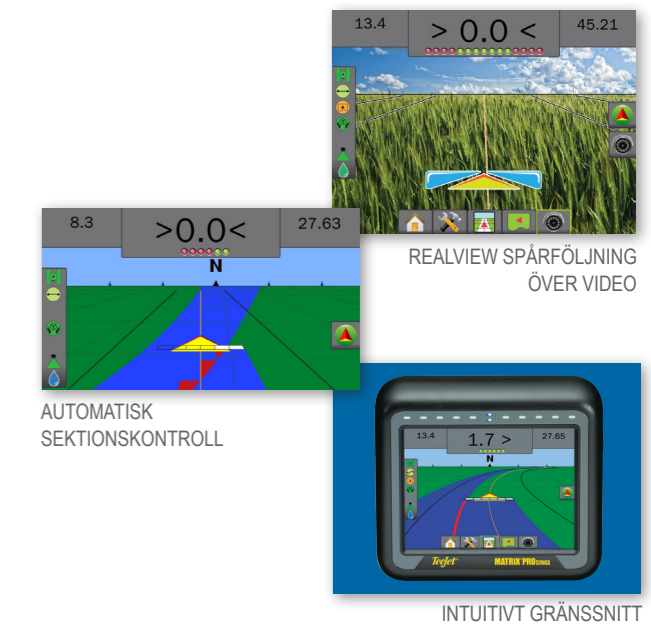 13.4
> 0.0 <
45.21
REALVIEW SPÅRFÖLJNING
ÖVER VIDEO
8.3
>0.0<
27.63
N
AUTOMATISK
SEKTIONSKONTROLL
13.4
1.7 >
27.65
N
TeeJet
MATRIX PRO 570GS
INTUITIVT GRÄNSSNITT